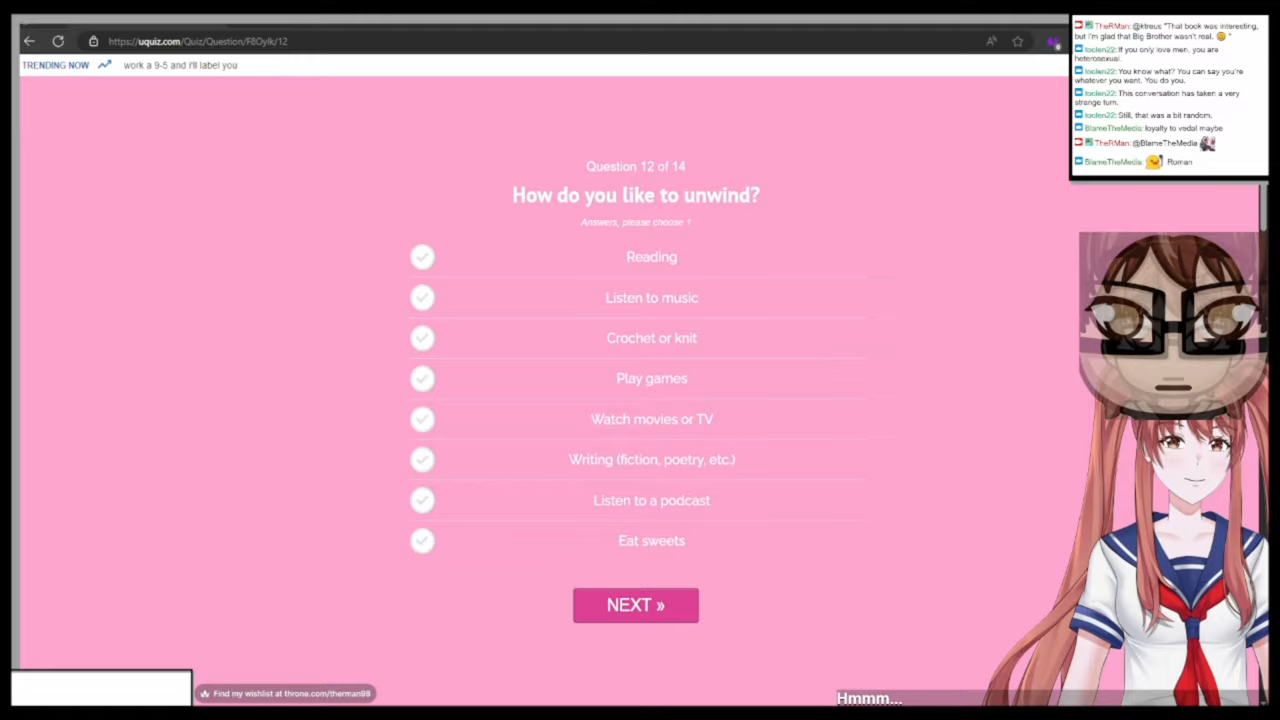 https://uquiz.com/Quiz/Question/F8Oylk/12
TRENDING NOW work a 9-5 and i'll label you
Question 12 of 14
How do you like to unwind?
Answers, please choose 1
Reading
Listen to music
Crochet or knit
Play games
Watch movies or TV
Writing (fiction, poetry, etc.)
Listen to a podcast
Eat sweets
NEXT »
TheRMan: @ktreus "That book was interesting,
but I'm glad that Big Brother wasn't real. "
loclen22: If you only love men, you are
heterosexual.
loclen22: You know what? You can say you're
whatever you want. You do you.
loclen22: This conversation has taken a very
strange turn.
loclen22: Still, that was a bit random.
BlameTheMedia: loyalty to vedal maybe
TheRMan: @BlameTheMedia
BlameTheMedia: Roman
Find my wishlist at throne.com/therman98
Hmmm...